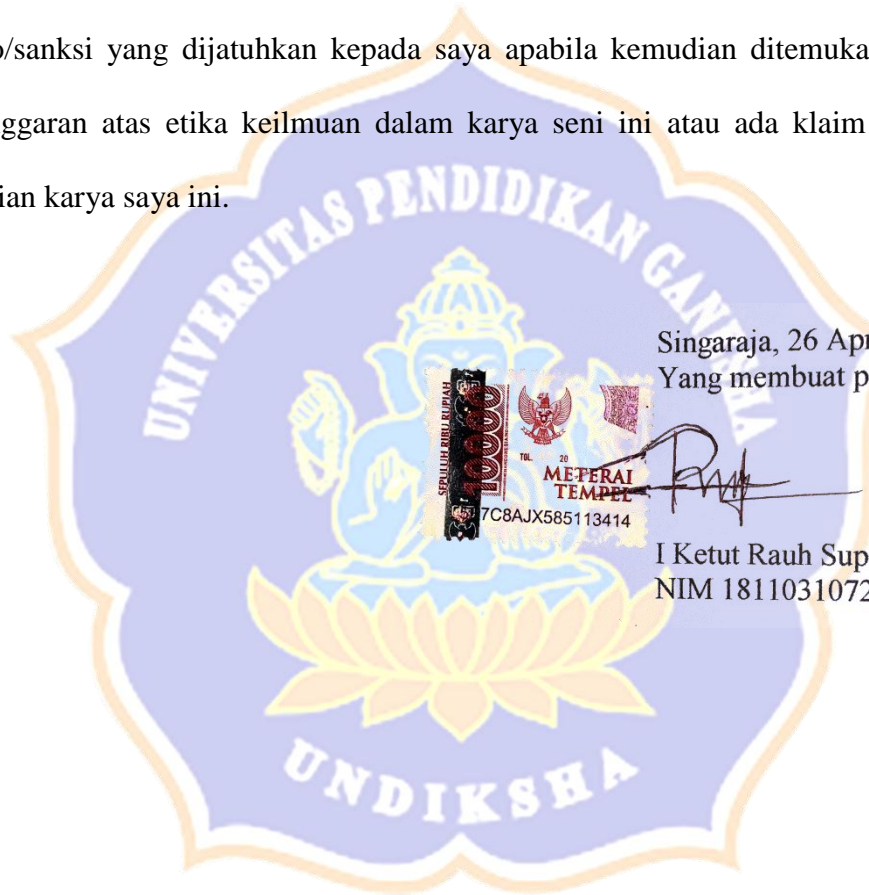 o/sanksi yang dijatuhkan kepada saya apabila kemudian ditemuka
ggaran atas etika keilmuan dalam karya seni ini atau ada klaim
ian karya saya ini.
UNIVERSITAS PENDIDIKAN GANESHA
Singaraja, 26 Apr
Yang membuat p
SEPULUH RIBU RUPIAH
10000
TGL. 20
METERAI
TEMPEL
7C8AJX585113414
I Ketut Rauh Sup
NIM 1811031072
UNDIKSHA